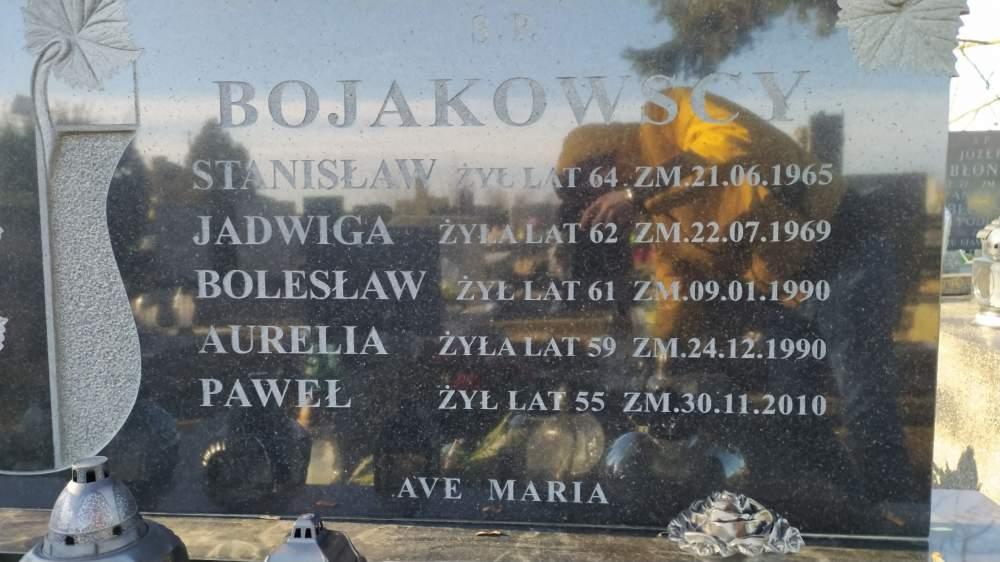 Ś.P.
BOJAKOWSCY
STANISŁAW ŻYŁ LAT 64 ZM.21.06.1965
JADWIGA ŻYŁA LAT 62 ZM.22.07.1969
BOLESŁAW ŻYŁ LAT 61 ZM.09.01.1990
AURELIA ŻYŁA LAT 59 ZM.24.12.1990
PAWEŁ ŻYŁ LAT 55 ZM.30.11.2010
AVE MARIA